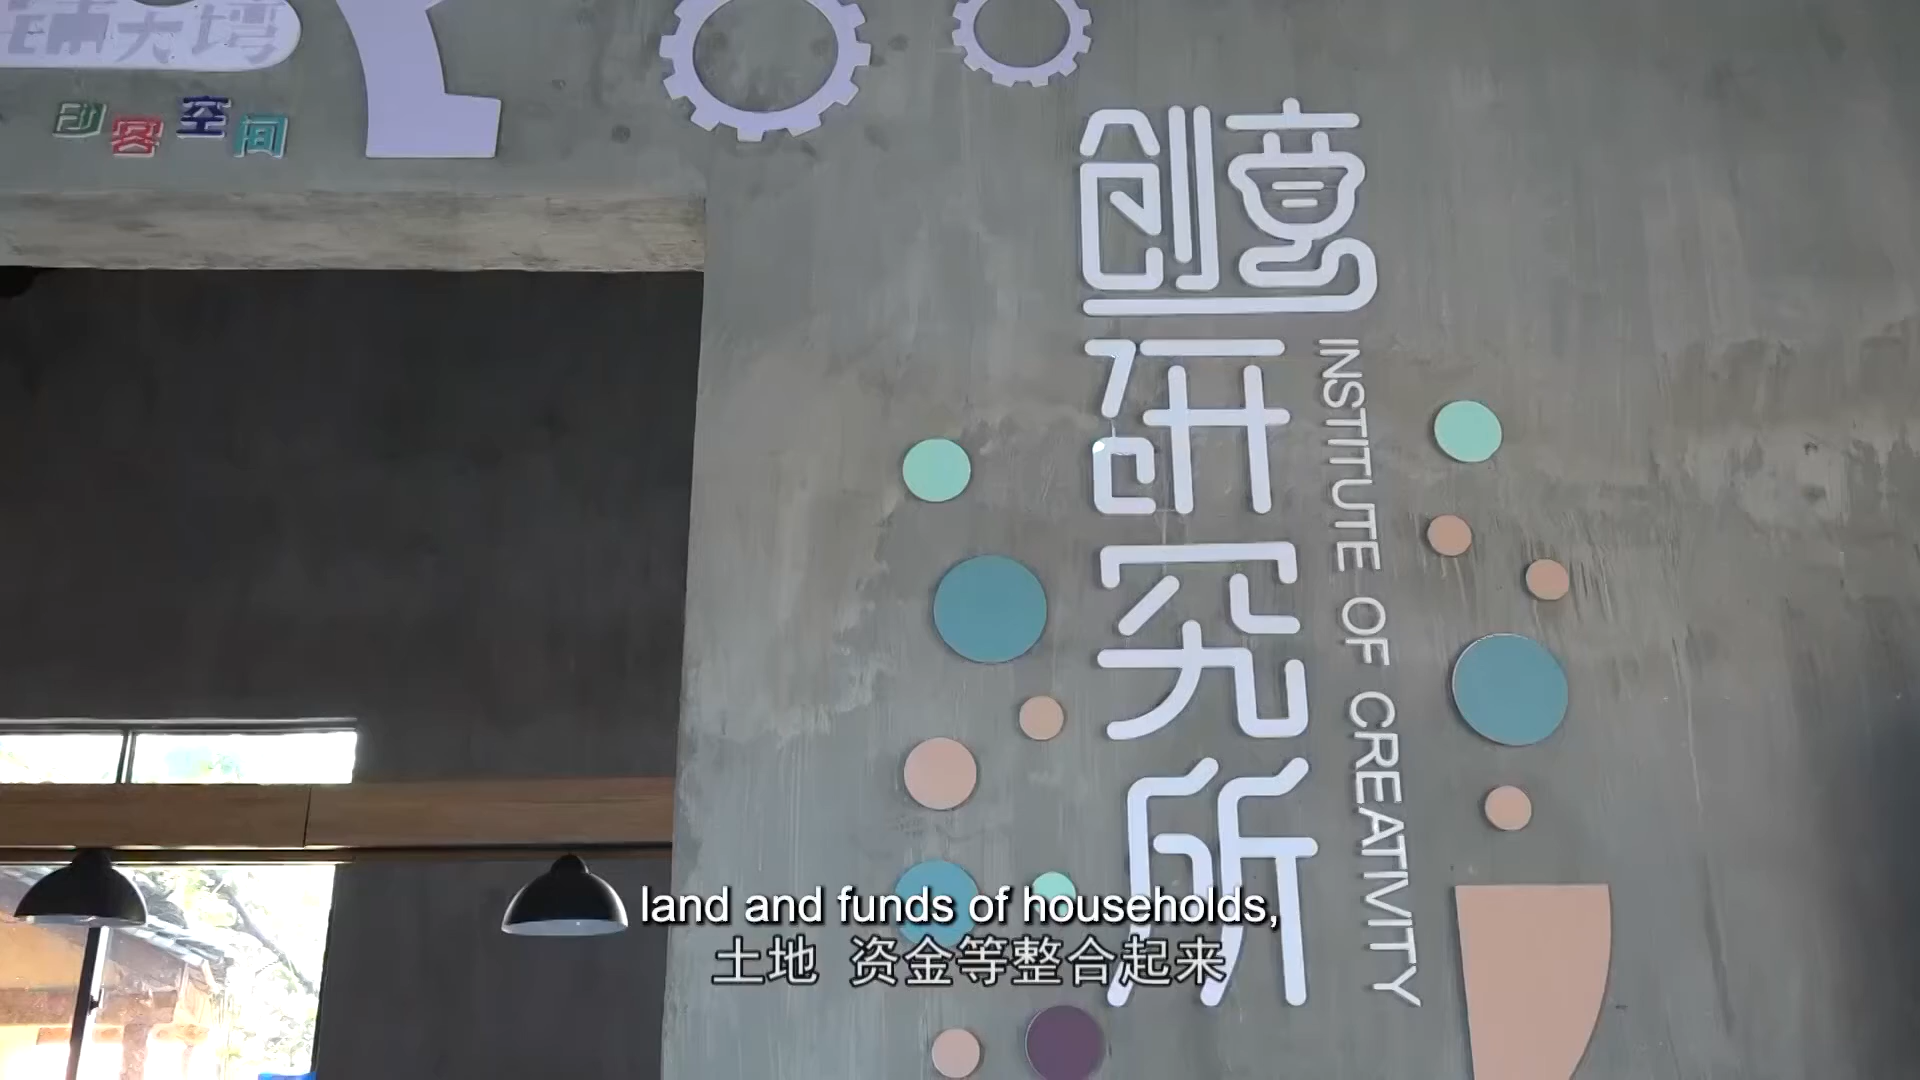 创客空间
创意研究所
INSTITUTE OF CREATIVITY
land and funds of households,
土地 资金等整合起来